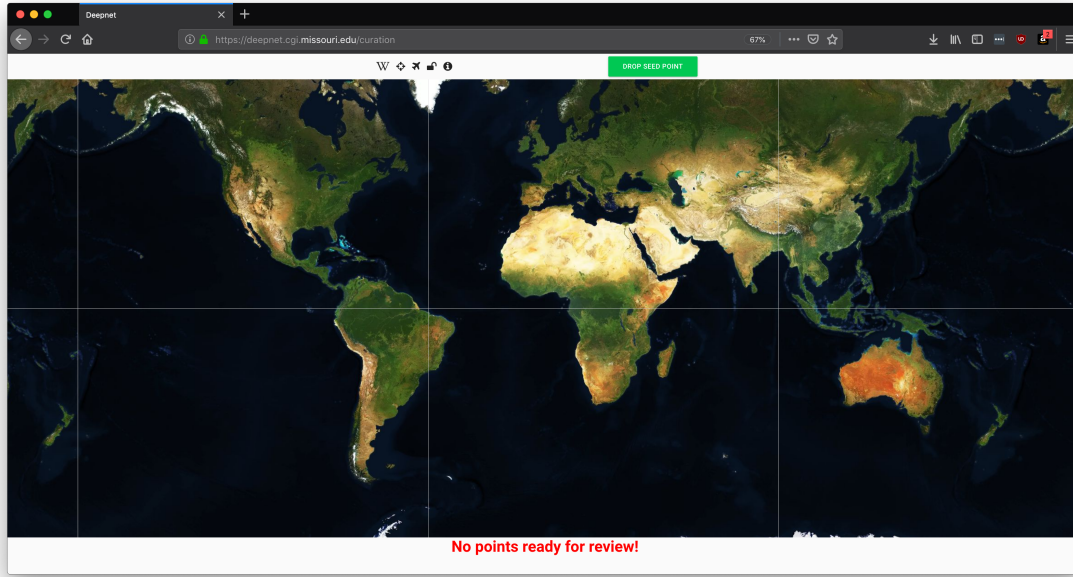 Deepnet
https://deepnet.cgi.missouri.edu/curation
67%
W
DROP SEED POINT
No points ready for review!